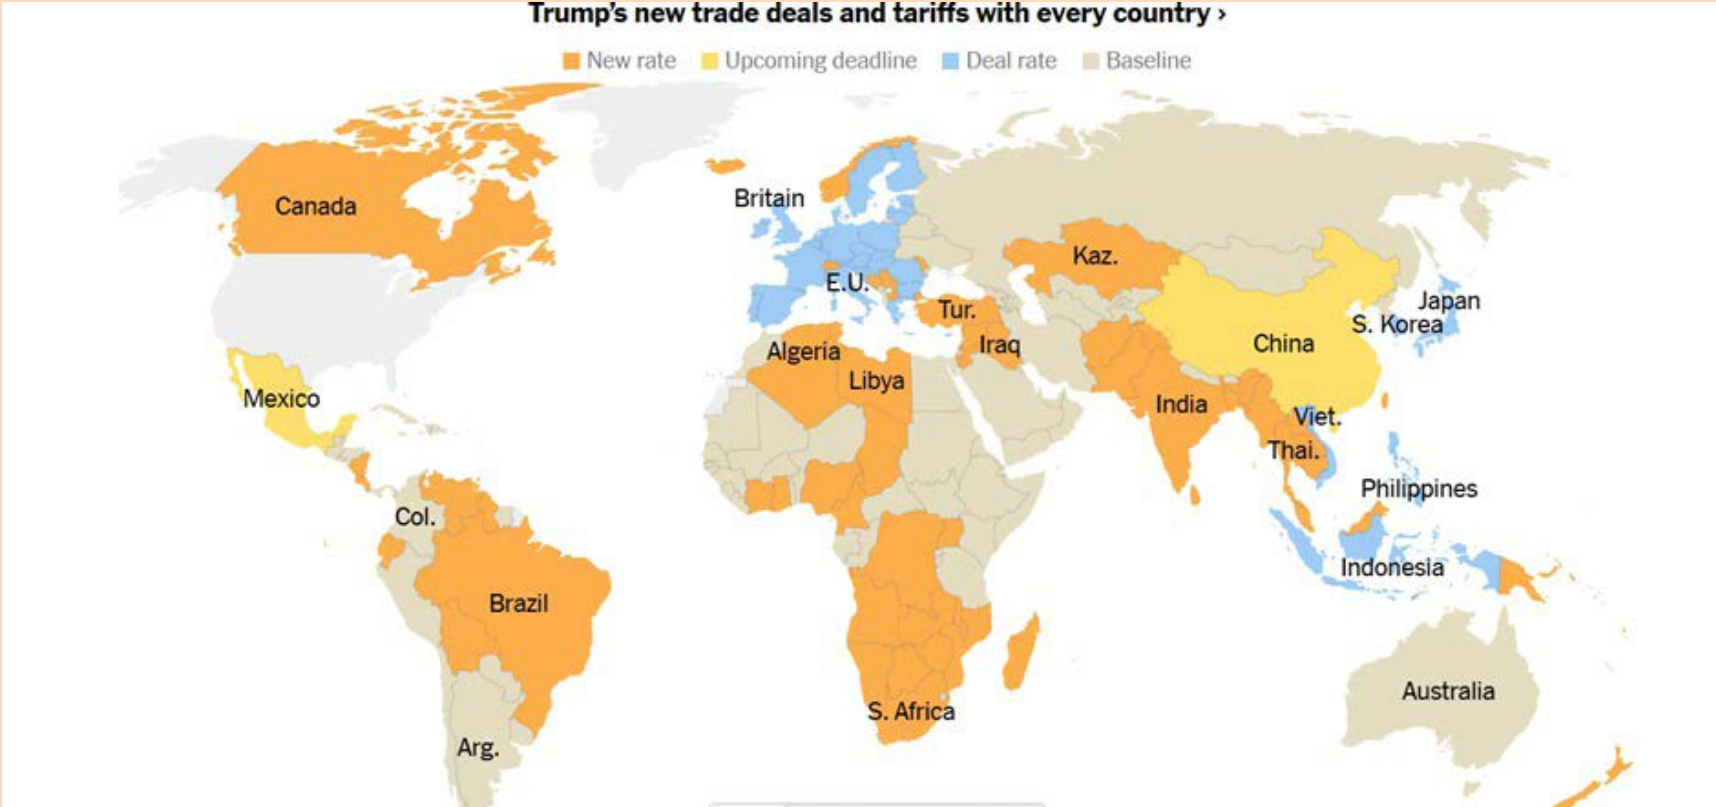 Trump's new trade deals and tariffs with every country ›
New rate Upcoming deadline Deal rate Baseline
Canada
Britain
Kaz.
E.U.
Japan
Tur.
S. Korea
Iraq
China
Algeria
Libya
Mexico
India
Viet.
Thai.
Philippines
Col.
Indonesia
Brazil
Australia
S. Africa
Arg.